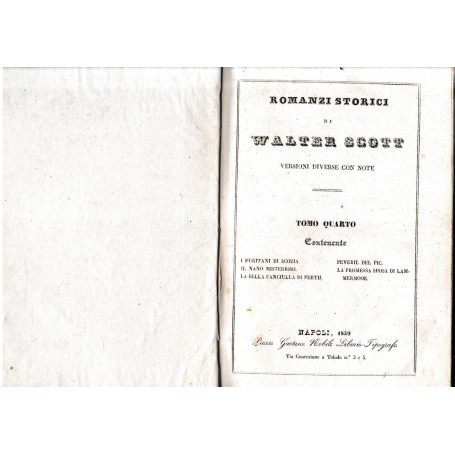 ROMANZI STORICI
DI
WALTER SCOTT
VERSIONI DIVERSE CON NOTE
TOMO QUARTO
Contenente
I PURITANI DI SCOZIA.
IL NANO MISTERIOSO.
LA BELLA FANCIULLA DI PERTH.
PEVERIL DEL PIC.
LA PROMESSA SPOSA DI LAM-
MERMOOR.
NAPOLI, 1859
Presso Gaetano Nobile Libraio-Tipografo
Via Concezione a Toledo n.° 3 e 5.